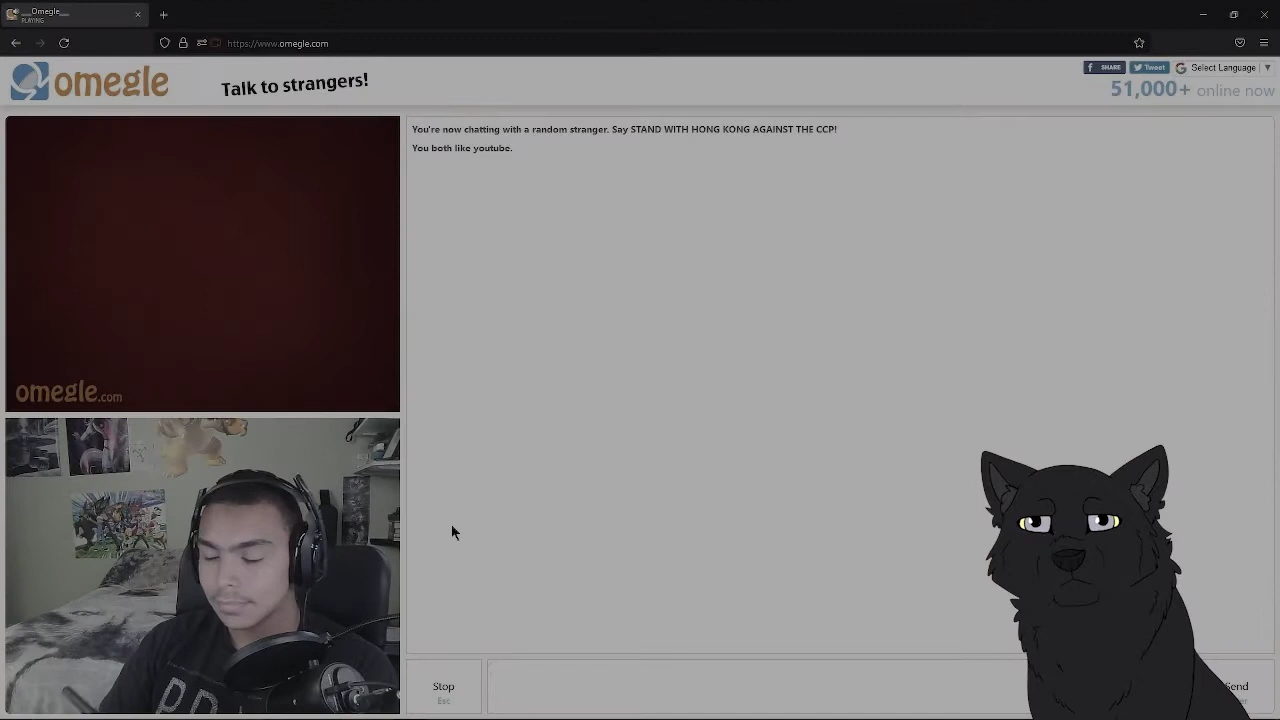 Omegle
PLAYING
https://www.omegle.com
omegle
Talk to strangers!
SHARE
Tweet
Select Language
51,000+ online now
You're now chatting with a random stranger. Say STAND WITH HONG KONG AGAINST THE CCP!
You both like youtube.
omegle.com
Stop
Esc